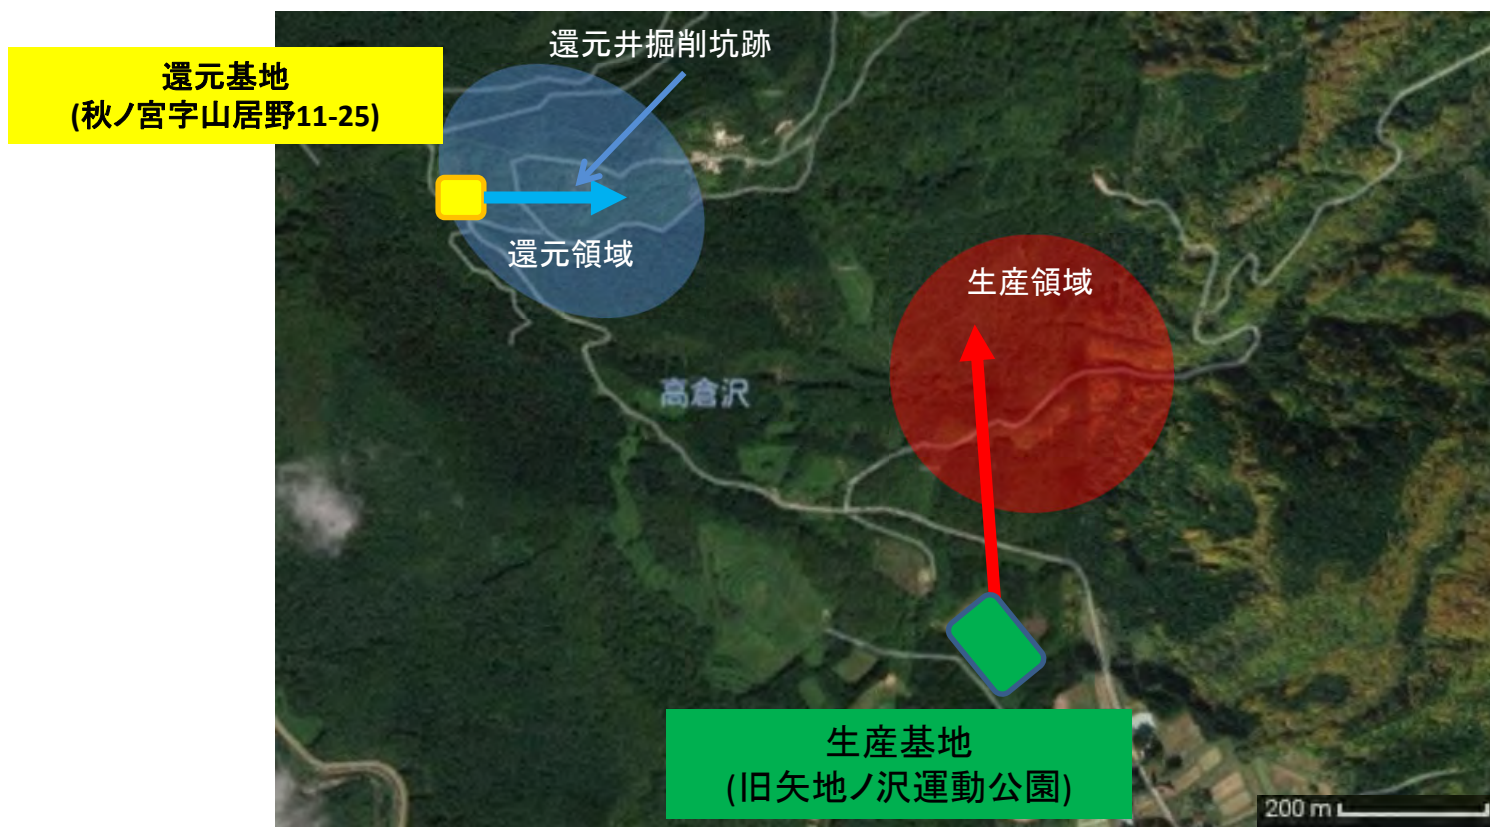 還元井掘削坑跡
還元基地
(秋ノ宮字山居野11-25)
還元領域
生産領域
高倉沢
生産基地
(旧矢地ノ沢運動公園)
200 m